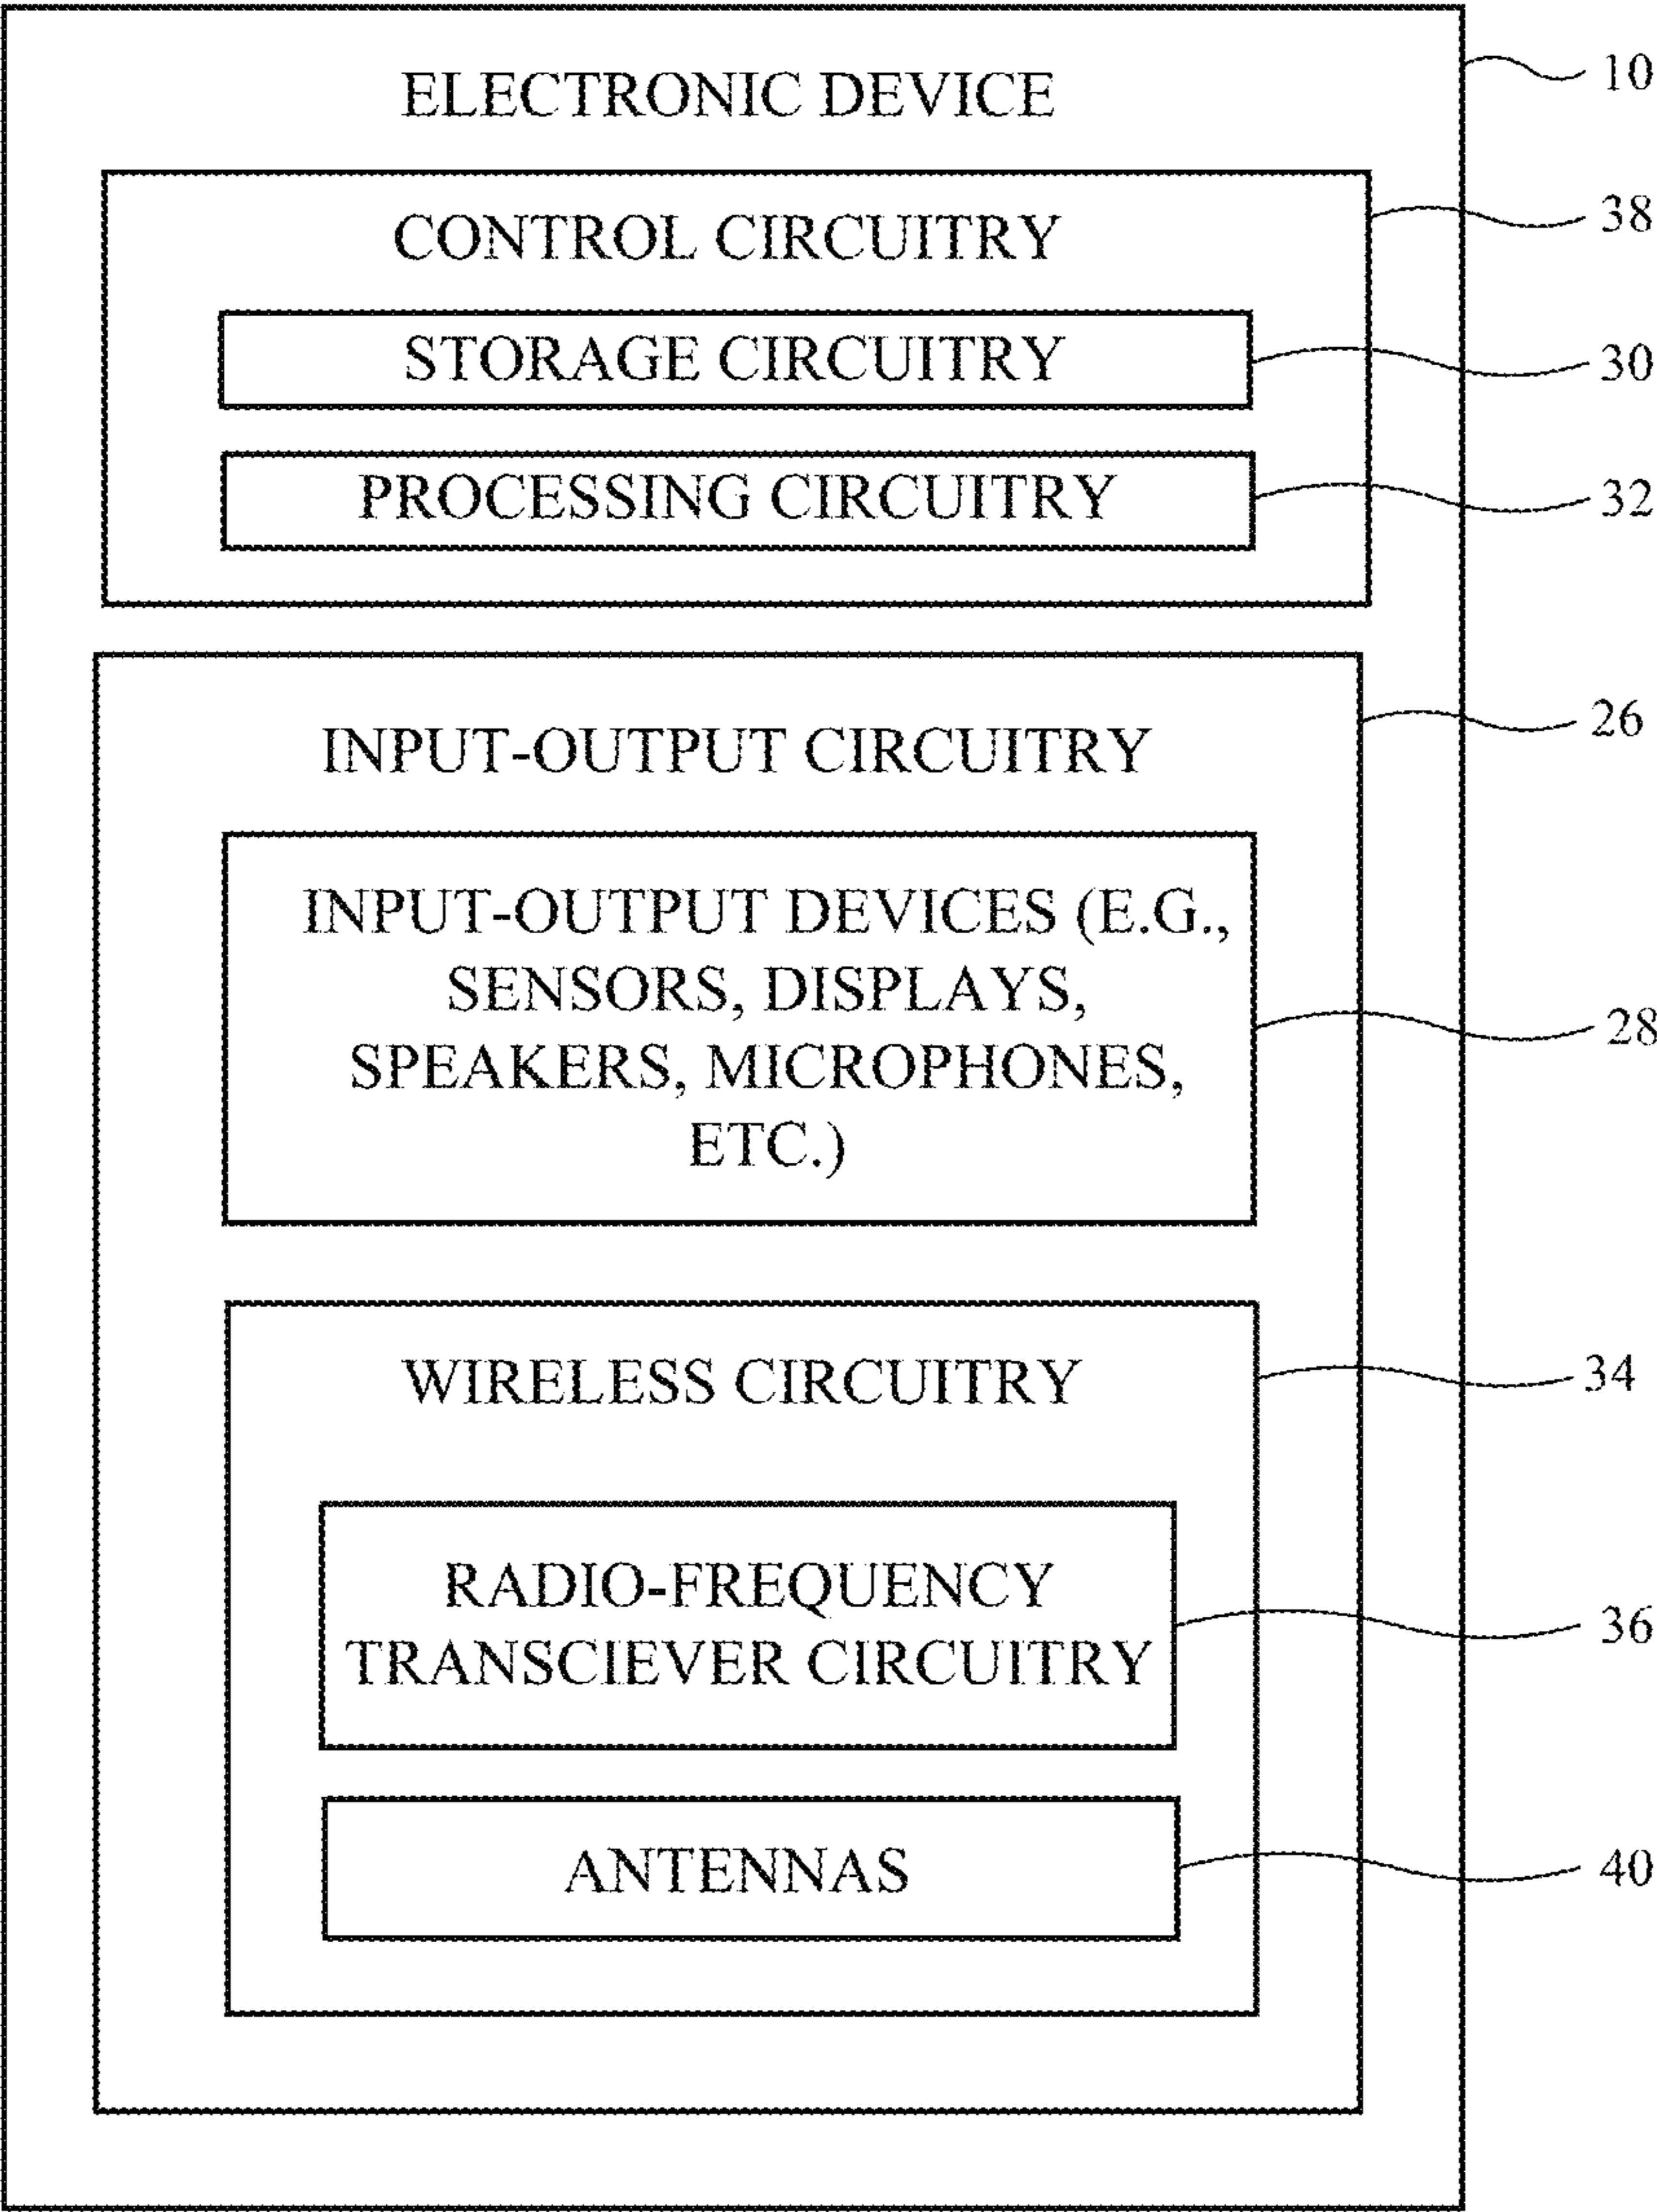 ELECTRONIC DEVICE
10
CONTROL CIRCUITRY
38
STORAGE CIRCUITRY
30
PROCESSING CIRCUITRY
32
INPUT-OUTPUT CIRCUITRY
26
INPUT-OUTPUT DEVICES (E.G.,
SENSORS, DISPLAYS,
SPEAKERS, MICROPHONES,
ETC.)
28
WIRELESS CIRCUITRY
34
RADIO-FREQUENCY
TRANSCIEVER CIRCUITRY
36
ANTENNAS
40